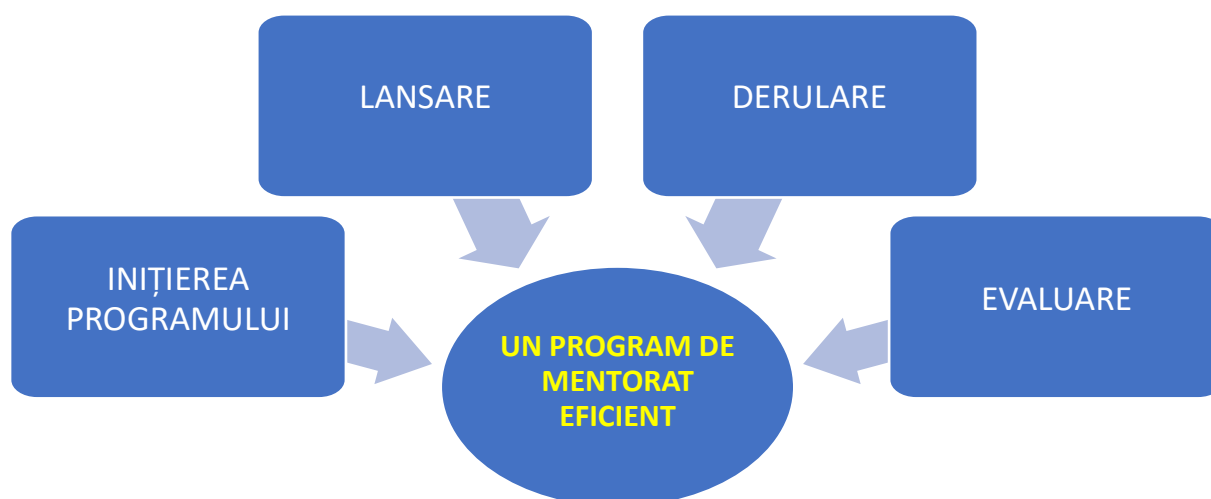 LANSARE
DERULARE
INIȚIEREA
PROGRAMULUI
EVALUARE
UN PROGRAM DE
MENTORAT
EFICIENT